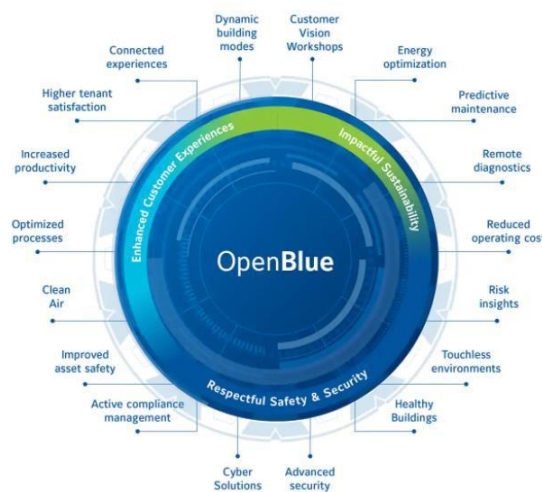 Dynamic
building
modes
Customer
Vision
Workshops
Connected
experiences
Energy
optimization
Higher tenant
satisfaction
Predictive
maintenance
Increased
productivity
Remote
diagnostics
Optimized
processes
Reduced
operating cost
Clean
Air
Risk
insights
Improved
asset safety
Touchless
environments
Active compliance
management
Healthy
Buildings
Cyber
Solutions
Advanced
security
Enhanced Customer Experiences
Impactful Sustainability
OpenBlue
Respectful Safety & Security